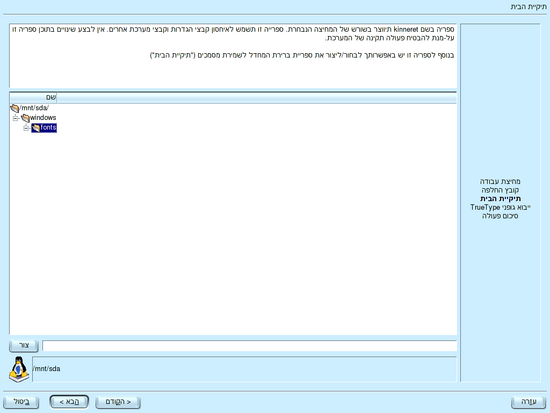 תיקיית הבית
ספריה בשם kinneret תיווצר בשורש של המחיצה הנבחרת. ספריה זו תשמש לאיחסון קבצי הגדרות וקבצי מערכת אחרים. אין לבצע שינויים בתוכן ספריה זו
על-מנת להבטיח פעולה תקינה של המערכת.
בנוסף לספריה זו יש באפשרותך לבחור/ליצור את ספריית ברירת המחדל לשמירת מסמכים ("תיקיית הבית")
שם
/mnt/sda/
windows
fonts
מחיצת עבודה
קובץ החלפה
תיקיית הבית
ייבוא גופני TrueType
סיכום פעולה
צור
/mnt/sda
עזרה
< הקודם
הבא >
ביטול